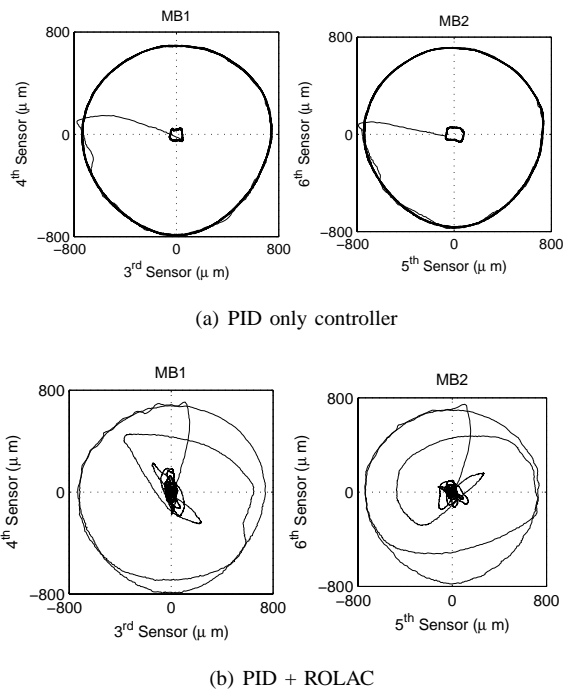 MB1
MB2
800
4th Sensor (μ m)
0
−800
−800
0
800
3rd Sensor (μ m)
800
6th Sensor (μ m)
0
−800
−800
0
800
5th Sensor (μ m)
(a) PID only controller
MB1
MB2
800
4th Sensor (μ m)
0
−800
−800
0
800
3rd Sensor (μ m)
800
6th Sensor (μ m)
0
−800
−800
0
800
5th Sensor (μ m)
(b) PID + ROLAC